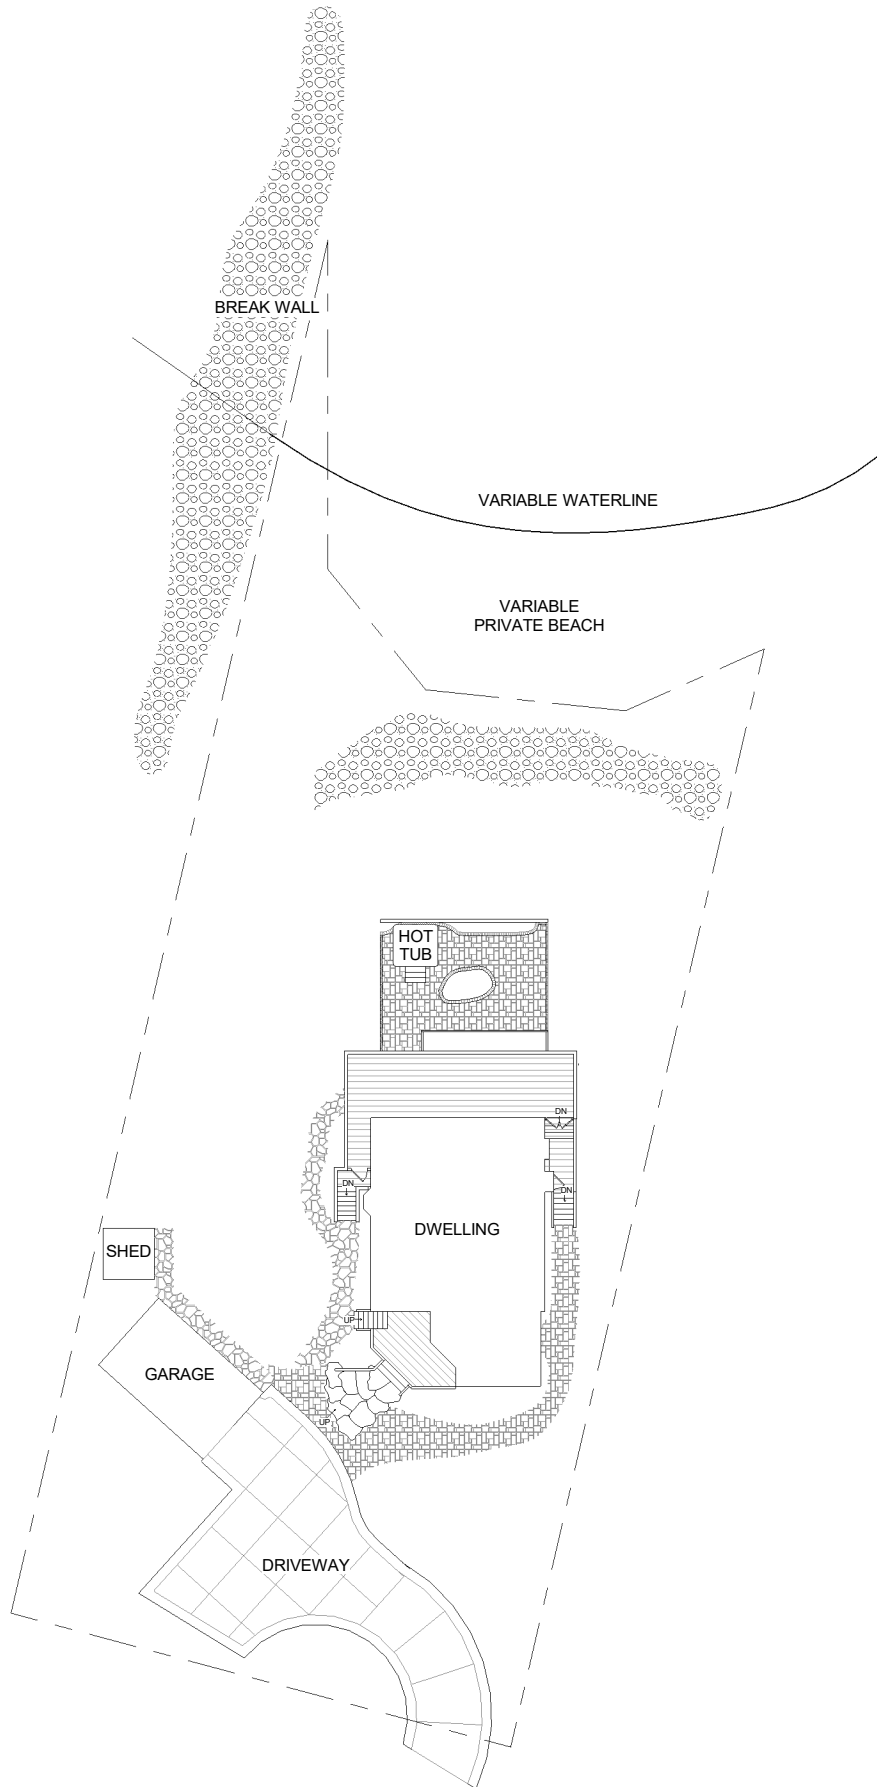 BREAK WALL
VARIABLE WATERLINE
VARIABLE
PRIVATE BEACH
HOT
TUB
DN
DN
DN
DWELLING
SHED
UP
GARAGE
UP
DRIVEWAY